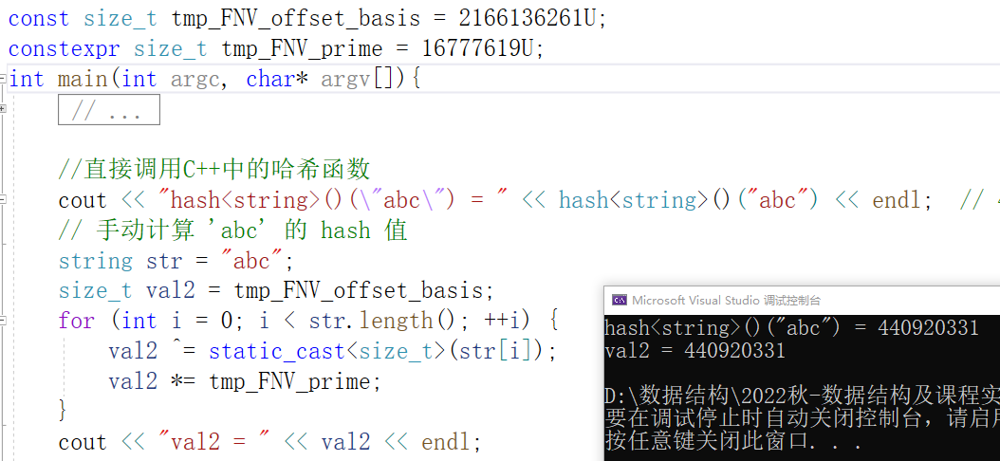 const size_t tmp_FNV_offset_basis = 2166136261U;
constexpr size_t tmp_FNV_prime = 16777619U;
int main(int argc, char* argv[]){
// ...
//直接调用C++中的哈希函数
cout << "hash<string>()(\"abc\") = " << hash<string>()("abc") << endl; //
// 手动计算 'abc' 的 hash 值
string str = "abc";
size_t val2 = tmp_FNV_offset_basis;
for (int i = 0; i < str.length(); ++i) {
val2 ^= static_cast<size_t>(str[i]);
val2 *= tmp_FNV_prime;
}
cout << "val2 = " << val2 << endl;
Microsoft Visual Studio 调试控制台
hash<string>()("abc") = 440920331
val2 = 440920331
D:\数据结构\2022秋-数据结构及课程实
要在调试停止时自动关闭控制台，请启用
按任意键关闭此窗口. . .